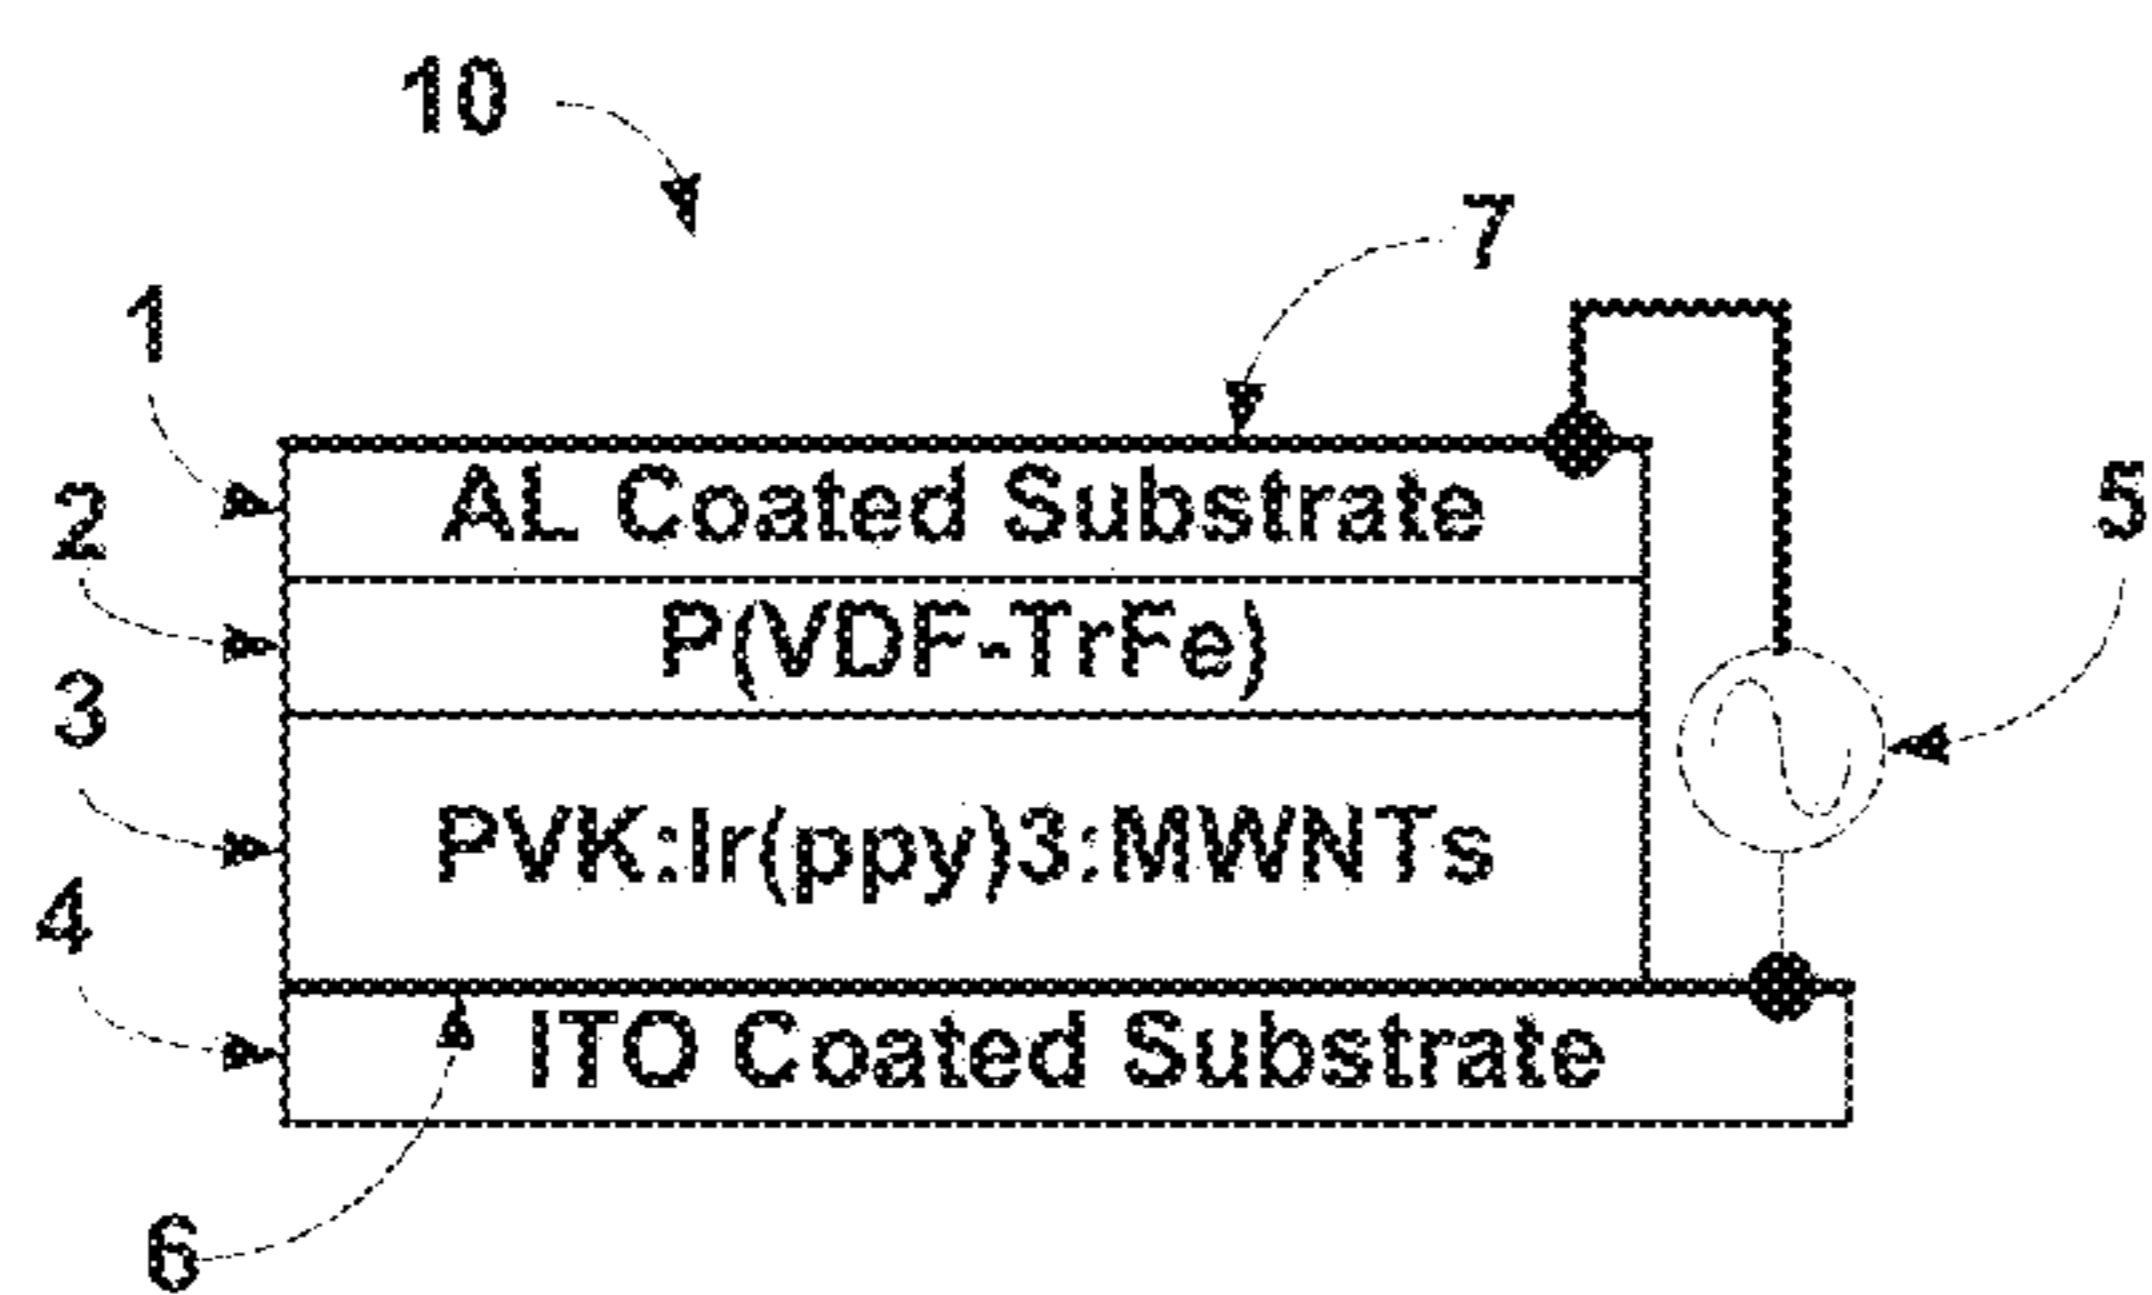 10
7
1
AL Coated Substrate
2
5
P(VDF-TrFe)
3
PVK:Ir(ppy)3:MWNTs
4
ITO Coated Substrate
6